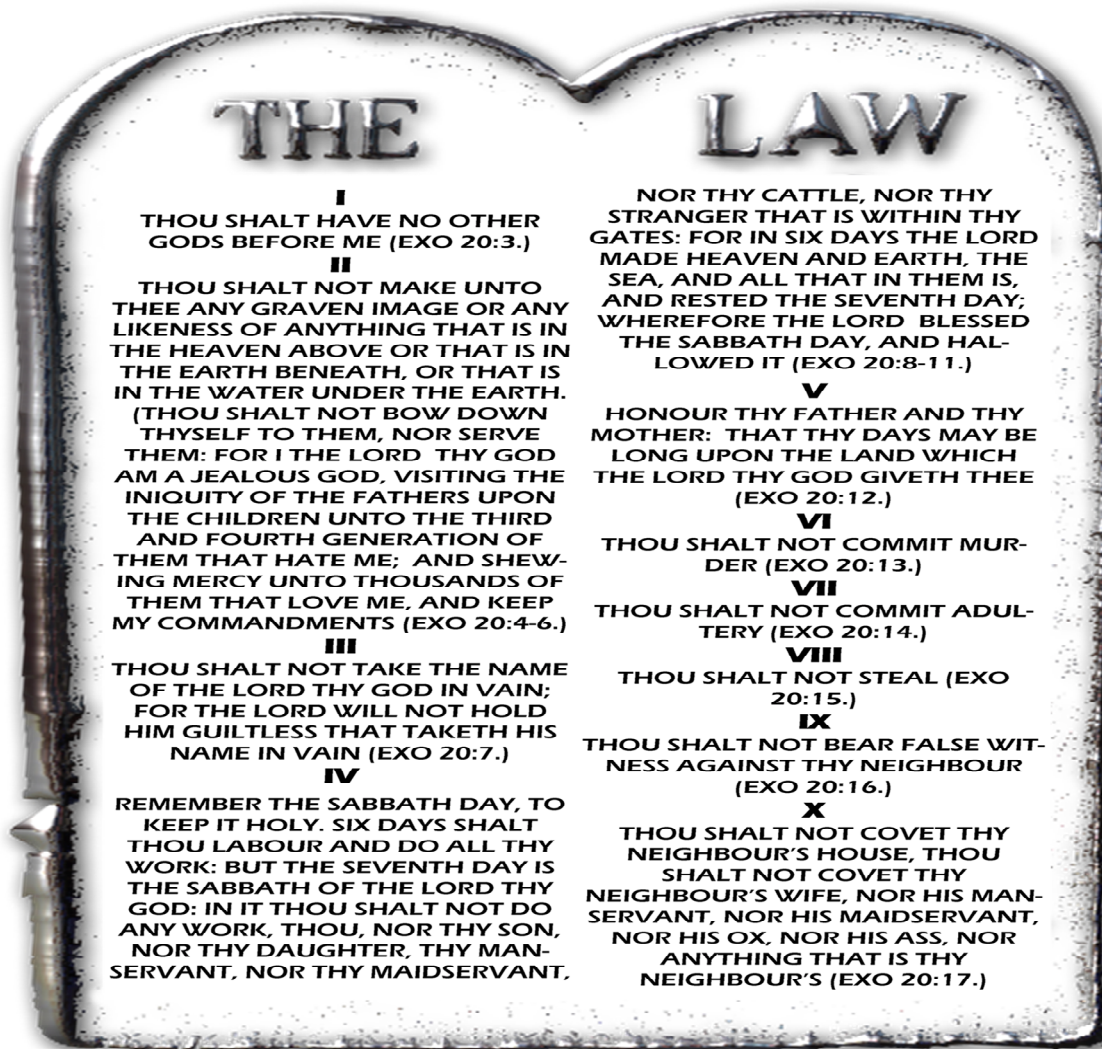 THE LAW
I
THOU SHALT HAVE NO OTHER
GODS BEFORE ME (EXO 20:3.)
II
THOU SHALT NOT MAKE UNTO
THEE ANY GRAVEN IMAGE OR ANY
LIKENESS OF ANYTHING THAT IS IN
THE HEAVEN ABOVE OR THAT IS IN
THE EARTH BENEATH, OR THAT IS
IN THE WATER UNDER THE EARTH.
(THOU SHALT NOT BOW DOWN
THYSELF TO THEM, NOR SERVE
THEM: FOR I THE LORD THY GOD
AM A JEALOUS GOD, VISITING THE
INIQUITY OF THE FATHERS UPON
THE CHILDREN UNTO THE THIRD
AND FOURTH GENERATION OF
THEM THAT HATE ME; AND SHEW-
ING MERCY UNTO THOUSANDS OF
THEM THAT LOVE ME, AND KEEP
MY COMMANDMENTS (EXO 20:4-6.)
III
THOU SHALT NOT TAKE THE NAME
OF THE LORD THY GOD IN VAIN;
FOR THE LORD WILL NOT HOLD
HIM GUILTLESS THAT TAKETH HIS
NAME IN VAIN (EXO 20:7.)
IV
REMEMBER THE SABBATH DAY, TO
KEEP IT HOLY. SIX DAYS SHALT
THOU LABOUR AND DO ALL THY
WORK: BUT THE SEVENTH DAY IS
THE SABBATH OF THE LORD THY
GOD: IN IT THOU SHALT NOT DO
ANY WORK, THOU, NOR THY SON,
NOR THY DAUGHTER, THY MAN-
SERVANT, NOR THY MAIDSERVANT,
NOR THY CATTLE, NOR THY
STRANGER THAT IS WITHIN THY
GATES: FOR IN SIX DAYS THE LORD
MADE HEAVEN AND EARTH, THE
SEA, AND ALL THAT IN THEM IS,
AND RESTED THE SEVENTH DAY;
WHEREFORE THE LORD BLESSED
THE SABBATH DAY, AND HAL-
LOWED IT (EXO 20:8-11.)
V
HONOUR THY FATHER AND THY
MOTHER: THAT THY DAYS MAY BE
LONG UPON THE LAND WHICH
THE LORD THY GOD GIVETH THEE
(EXO 20:12.)
VI
THOU SHALT NOT COMMIT MUR-
DER (EXO 20:13.)
VII
THOU SHALT NOT COMMIT ADUL-
TERY (EXO 20:14.)
VIII
THOU SHALT NOT STEAL (EXO
20:15.)
IX
THOU SHALT NOT BEAR FALSE WIT-
NESS AGAINST THY NEIGHBOUR
(EXO 20:16.)
X
THOU SHALT NOT COVET THY
NEIGHBOUR'S HOUSE, THOU
SHALT NOT COVET THY
NEIGHBOUR'S WIFE, NOR HIS MAN-
SERVANT, NOR HIS MAIDSERVANT,
NOR HIS OX, NOR HIS ASS, NOR
ANYTHING THAT IS THY
NEIGHBOUR'S (EXO 20:17.)